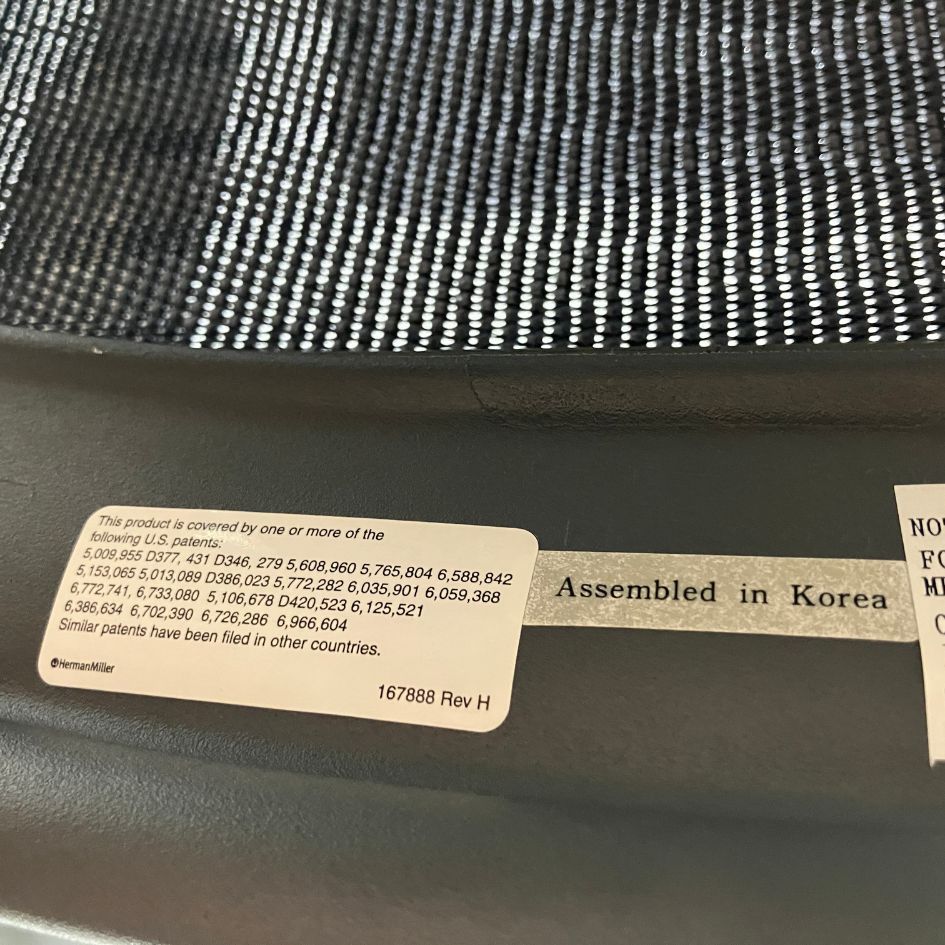 This product is covered by one or more of the
following U.S. patents:
5,009,955 D377, 431 D346, 279 5,608,960 5,765,804 6,588,842
5,153,065 5,013,089 D386,023 5,772,282 6,035,901 6,059,368
6,772,741, 6,733,080 5,106,678 D420,523 6,125,521
6,386,634 6,702,390 6,726,286 6,966,604
Similar patents have been filed in other countries.
HermanMiller
167888 Rev H
Assembled in Korea